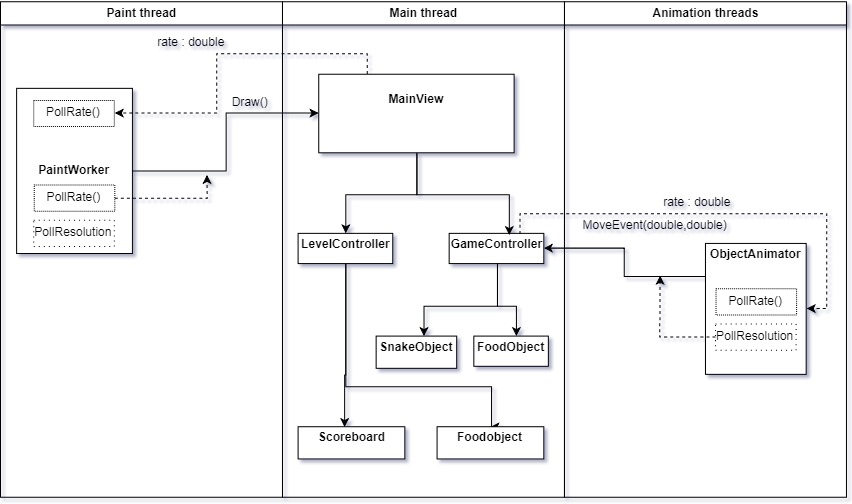 Paint thread
Main thread
Animation threads
rate : double
MainView
PollRate()
Draw()
PaintWorker
PollRate()
PollResolution
rate : double
MoveEvent(double,double)
LevelController
GameController
ObjectAnimator
PollRate()
PollResolution
SnakeObject
FoodObject
Scoreboard
Foodobject